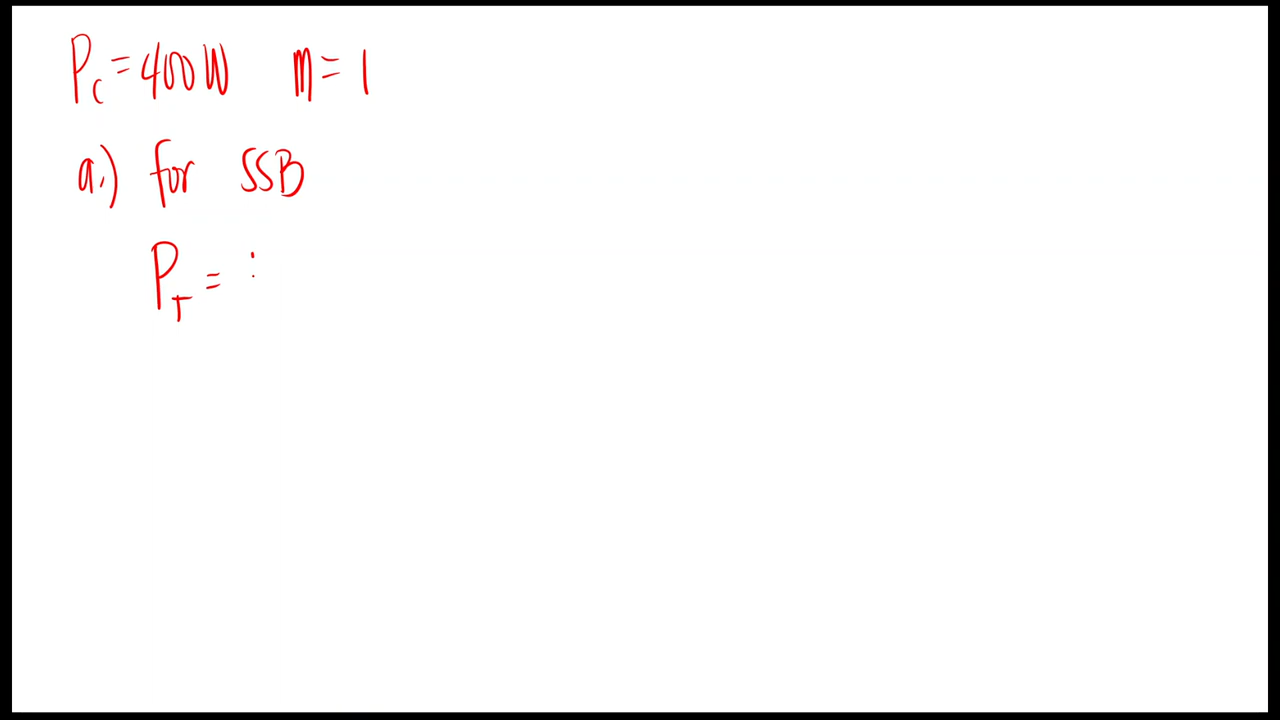 Pc = 400W m = 1
a.) for SSB
PT =